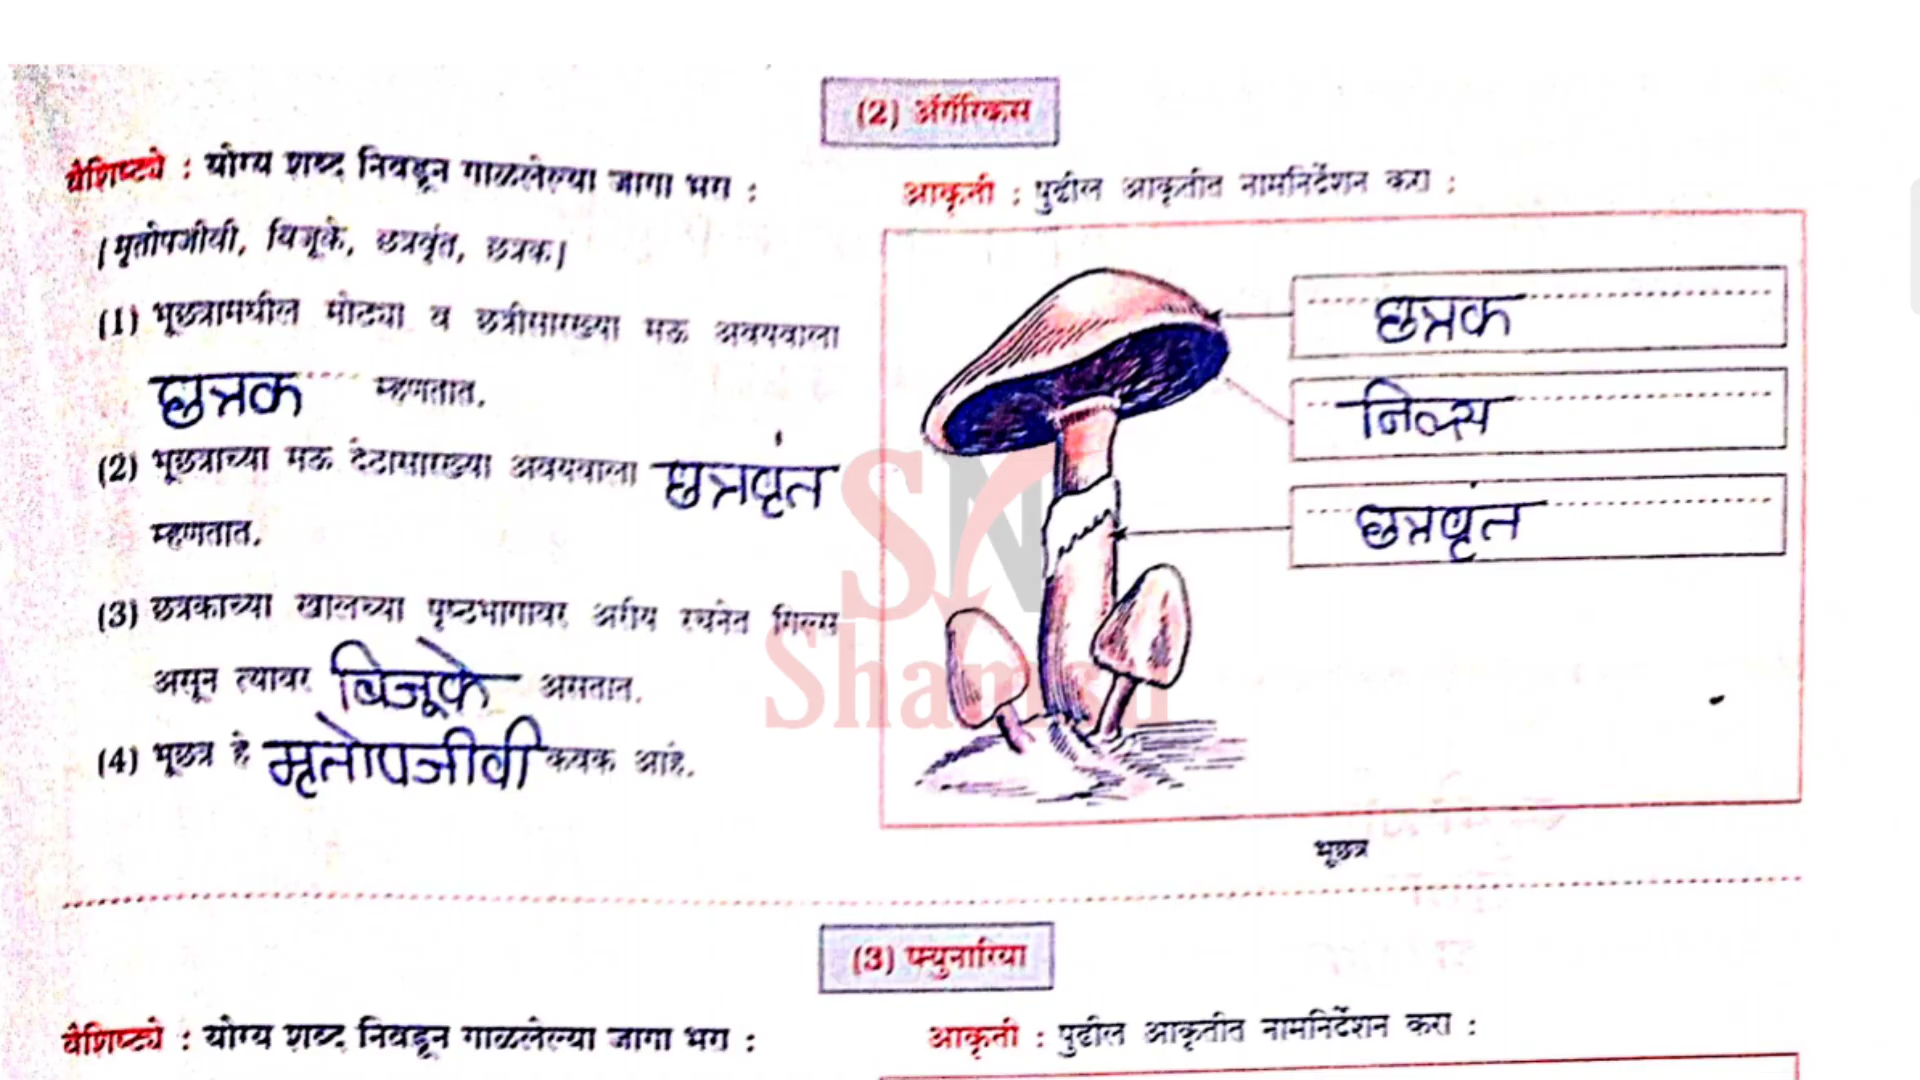 (2) ॲगॅरिकस
वैशिष्ट्ये : योग्य शब्द निवडून गाळलेल्या जागा भरा :
[मृतोपजीवी, बिजूके, छत्रवृंत, छत्रक]
(1) भूछत्रामधील मोठ्या व छत्रीसारख्या मऊ अवयवाला
छत्रक म्हणतात.
(2) भूछत्राच्या मऊ देठासारख्या अवयवाला छत्रवृंत
म्हणतात.
(3) छत्रकाच्या खालच्या पृष्ठभागावर अरीय रचनेत गिल्स
असून त्यावर बिजूके असतात.
(4) भूछत्र हे मृतोपजीवी कवक आहे.
आकृती : पुढील आकृतीत नामनिर्देशन करा :
छत्रक
छत्रवृंत
भूछत्र
SN
Shamsh
(3) फ्युनारिया
वैशिष्ट्ये : योग्य शब्द निवडून गाळलेल्या जागा भरा :
आकृती : पुढील आकृतीत नामनिर्देशन करा :